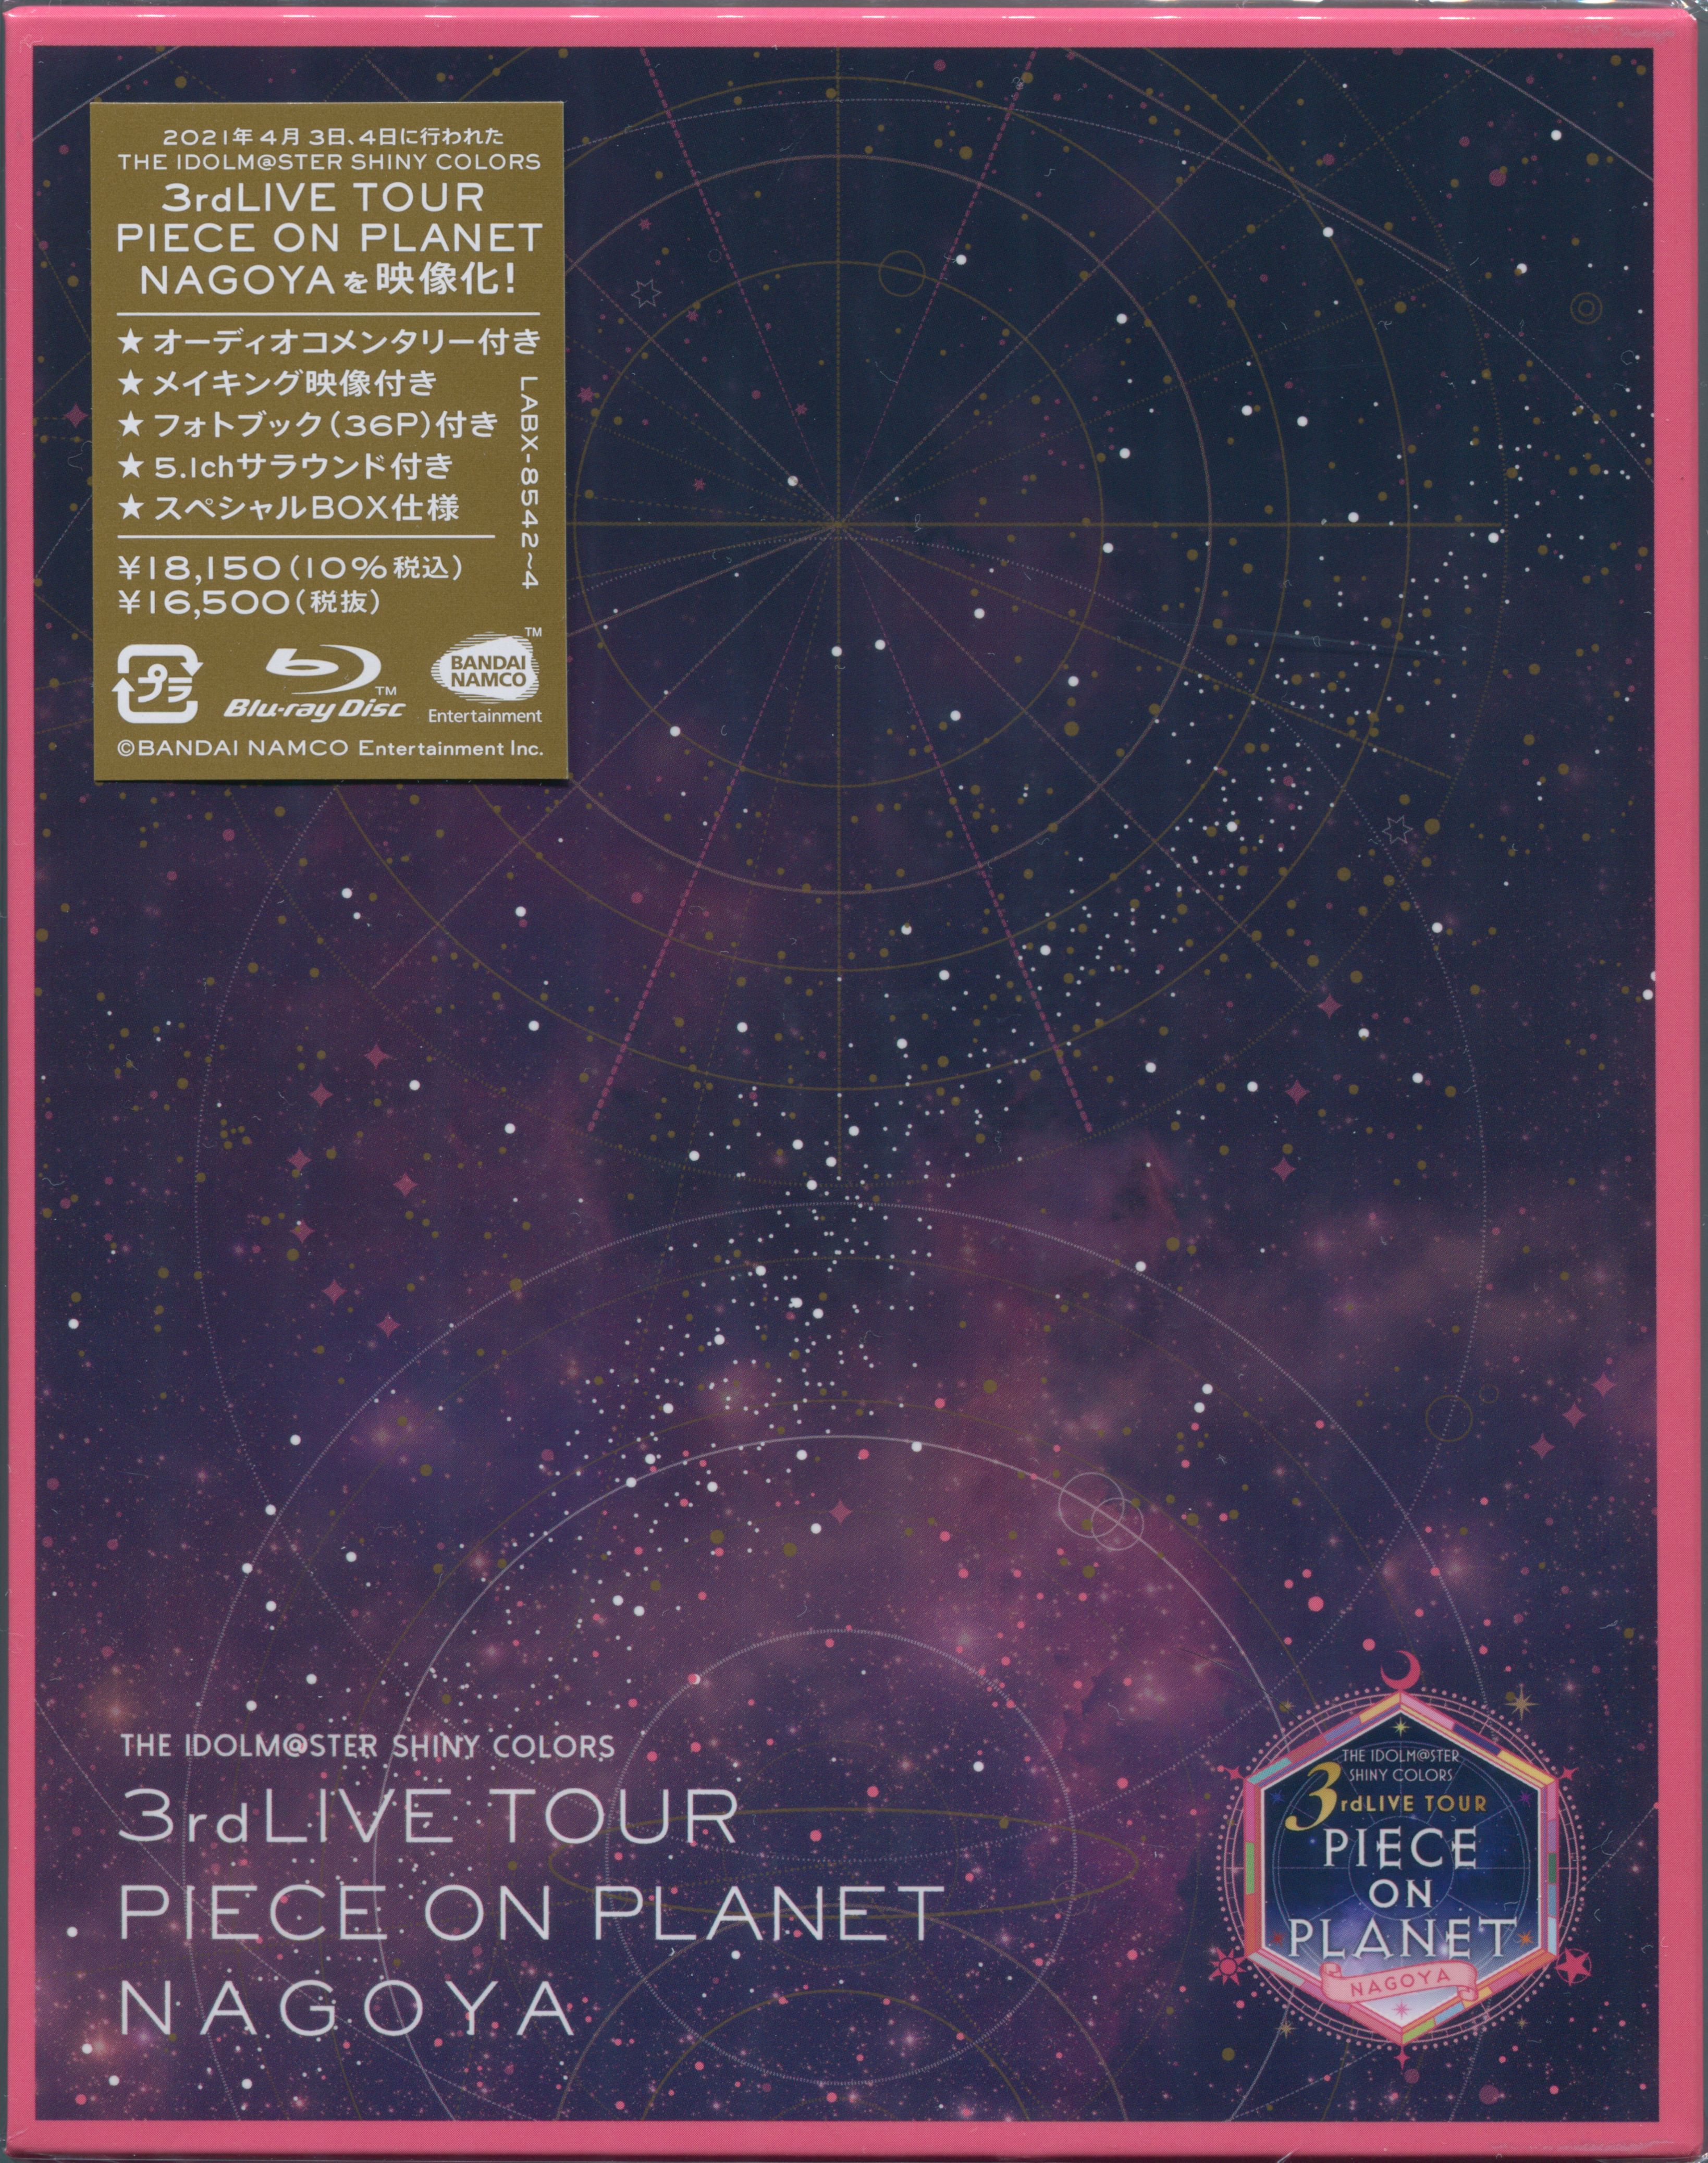 2021年4月3日、4日に行われた
THE IDOLM@STER SHINY COLORS
3rdLIVE TOUR
PIECE ON PLANET
NAGOYAを映像化!
★ オーディオコメンタリー付き
★ メイキング映像付き
★ フォトブック(36P)付き
★ 5.1chサラウンド付き
★ スペシャルBOX仕様
LABX-8542~4
¥18,150(10%税込)
¥16,500(税抜)
プラ
Blu-ray Disc™
BANDAI
NAMCO™
Entertainment
©BANDAI NAMCO Entertainment Inc.
THE IDOLM@STER SHINY COLORS
3rdLIVE TOUR
PIECE ON PLANET
NAGOYA
THE IDOLM@STER
SHINY COLORS
3rdLIVE TOUR
PIECE
ON
PLANET
NAGOYA